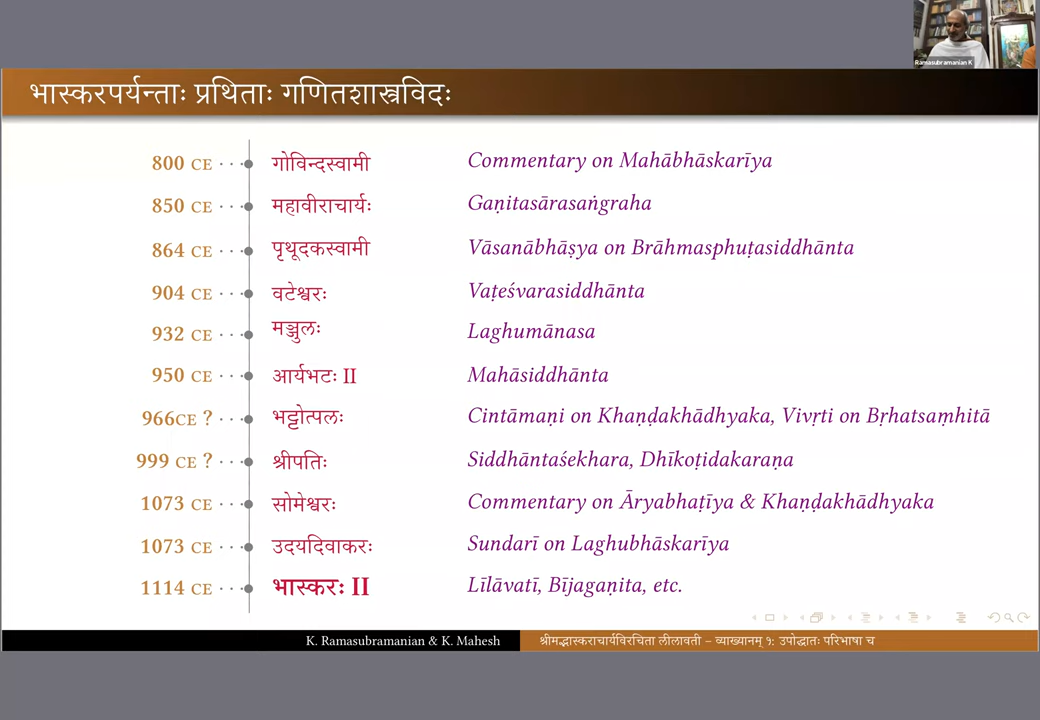 Ramasubramanian K
भास्करपर्यन्ताः प्रथिताः गणितशास्त्रविदः
800 CE ··· गोविन्दस्वामी Commentary on Mahābhāskarīya
850 CE ··· महावीराचार्यः Gaṇitasārasaṅgraha
864 CE ··· पृथूदकस्वामी Vāsanābhāṣya on Brāhmasphuṭasiddhānta
904 CE ··· वटेश्वरः Vaṭeśvarasiddhānta
932 CE ··· मञ्जुलः Laghumānasa
950 CE ··· आर्यभटः II Mahāsiddhānta
966CE ? ··· भट्टोत्पलः Cintāmaṇi on Khaṇḍakhādhyaka, Vivṛti on Bṛhatsaṃhitā
999 CE ? ··· श्रीपतिः Siddhāntaśekhara, Dhīkoṭidakaraṇa
1073 CE ··· सोमेश्वरः Commentary on Āryabhaṭīya & Khaṇḍakhādhyaka
1073 CE ··· उदयदिवाकरः Sundarī on Laghubhāskarīya
1114 CE ··· भास्करः II Līlāvatī, Bījagaṇita, etc.
K. Ramasubramanian & K. Mahesh श्रीमद्भास्कराचार्यविरचिता लीलावती – व्याख्यानम् १: उपोद्घातः परिभाषा च